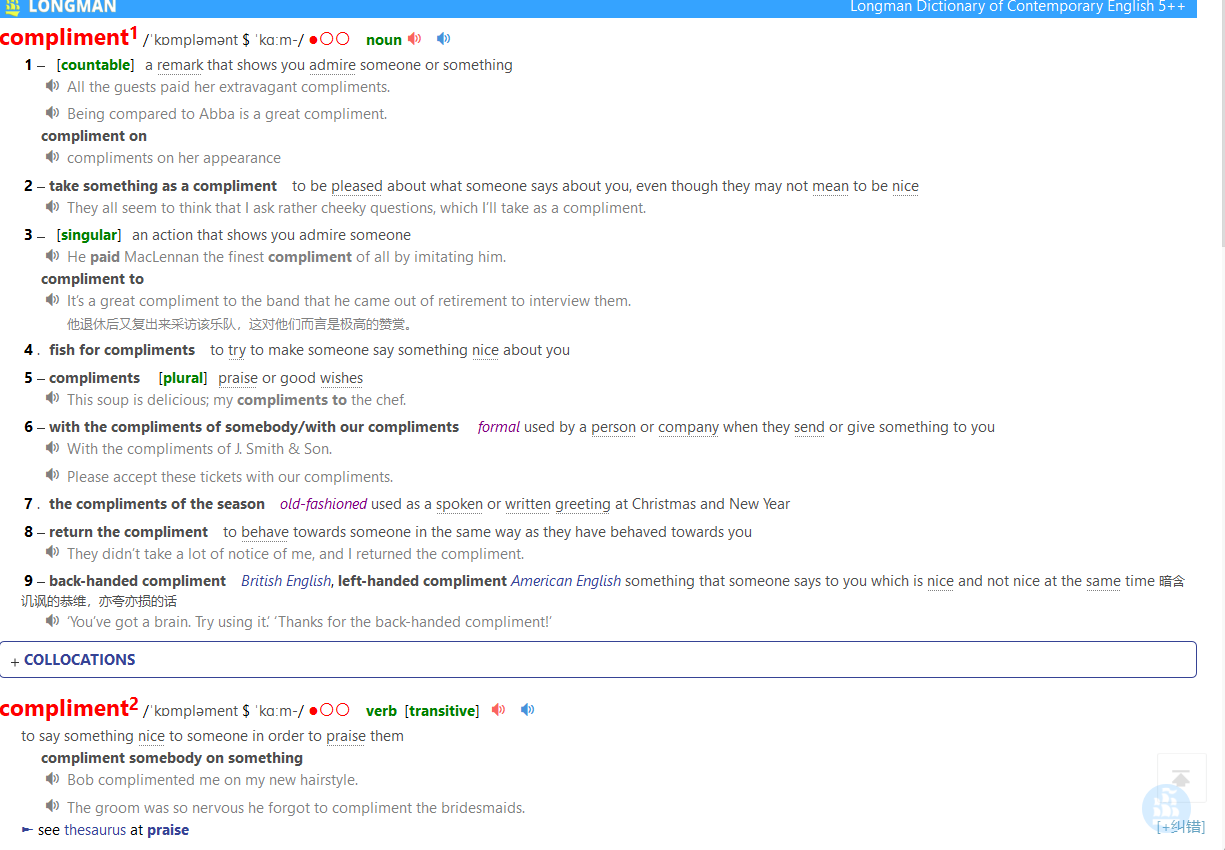 LONGMAN Longman Dictionary of Contemporary English 5++
compliment1 /ˈkɒmpləmənt $ ˈkɑːm-/ ●○○ noun
1 – [countable] a remark that shows you admire someone or something
All the guests paid her extravagant compliments.
Being compared to Abba is a great compliment.
compliment on
compliments on her appearance
2 – take something as a compliment to be pleased about what someone says about you, even though they may not mean to be nice
They all seem to think that I ask rather cheeky questions, which I’ll take as a compliment.
3 – [singular] an action that shows you admire someone
He paid MacLennan the finest compliment of all by imitating him.
compliment to
It’s a great compliment to the band that he came out of retirement to interview them.
他退休后又复出来采访该乐队，这对他们而言是极高的赞赏。
4 . fish for compliments to try to make someone say something nice about you
5 – compliments [plural] praise or good wishes
This soup is delicious; my compliments to the chef.
6 – with the compliments of somebody/with our compliments formal used by a person or company when they send or give something to you
With the compliments of J. Smith & Son.
Please accept these tickets with our compliments.
7 . the compliments of the season old-fashioned used as a spoken or written greeting at Christmas and New Year
8 – return the compliment to behave towards someone in the same way as they have behaved towards you
They didn’t take a lot of notice of me, and I returned the compliment.
9 – back-handed compliment British English, left-handed compliment American English something that someone says to you which is nice and not nice at the same time 暗含
讥讽的恭维，亦夸亦损的话
‘You’ve got a brain. Try using it.’ ‘Thanks for the back-handed compliment!’
+ COLLOCATIONS
compliment2 /ˈkɒmpləment $ ˈkɑːm-/ ●○○ verb [transitive]
to say something nice to someone in order to praise them
compliment somebody on something
Bob complimented me on my new hairstyle.
The groom was so nervous he forgot to compliment the bridesmaids.
► see thesaurus at praise
[+纠错]